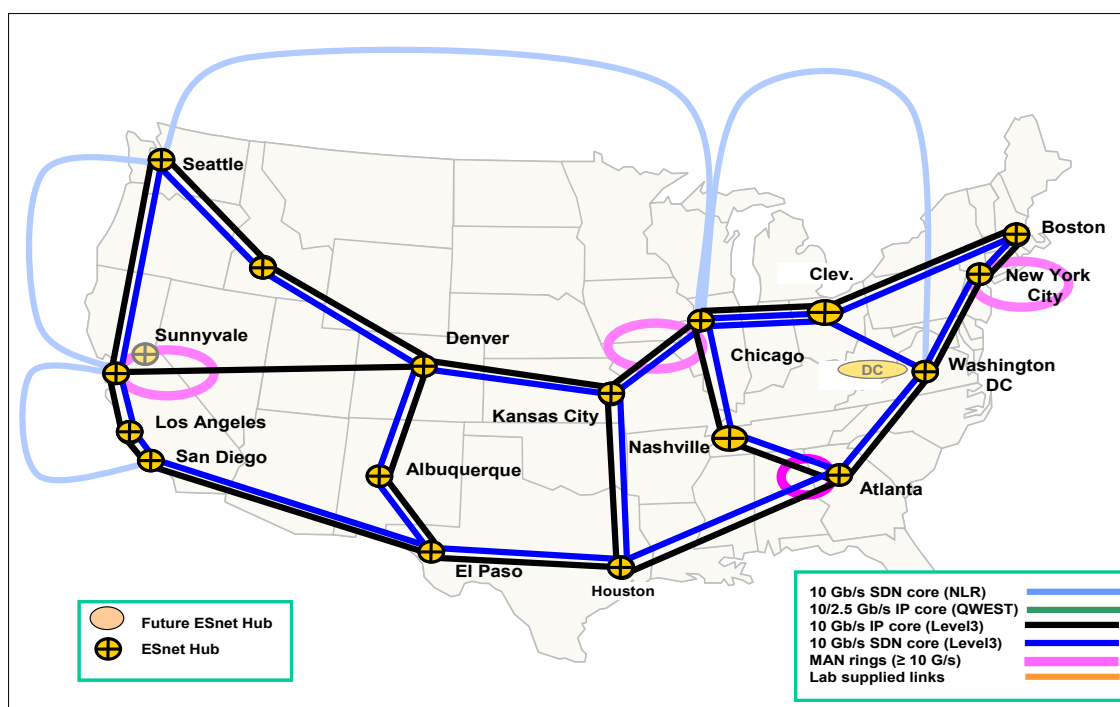 Seattle
Boston
Clev.
New York
City
Sunnyvale
Denver
Chicago
Washington
DC
DC
Kansas City
Los Angeles
Nashville
San Diego
Albuquerque
Atlanta
El Paso
Houston
Future ESnet Hub
ESnet Hub
10 Gb/s SDN core (NLR)
10/2.5 Gb/s IP core (QWEST)
10 Gb/s IP core (Level3)
10 Gb/s SDN core (Level3)
MAN rings (≥ 10 G/s)
Lab supplied links